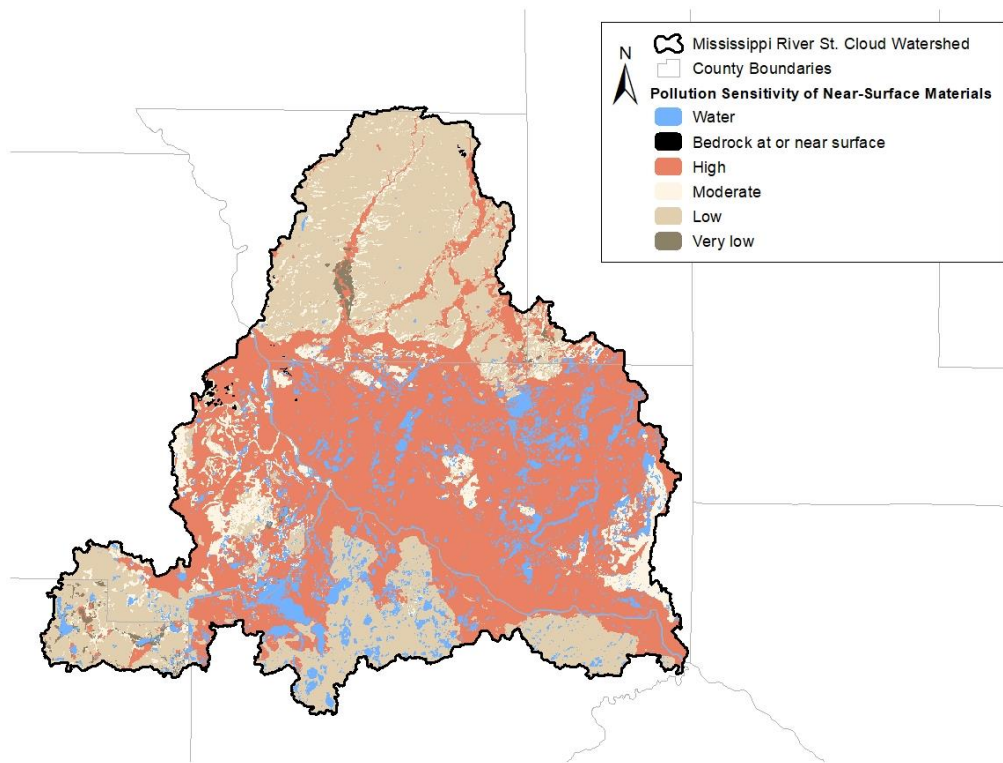 Mississippi River St. Cloud Watershed
N
County Boundaries
Pollution Sensitivity of Near-Surface Materials
Water
Bedrock at or near surface
High
Moderate
Low
Very low